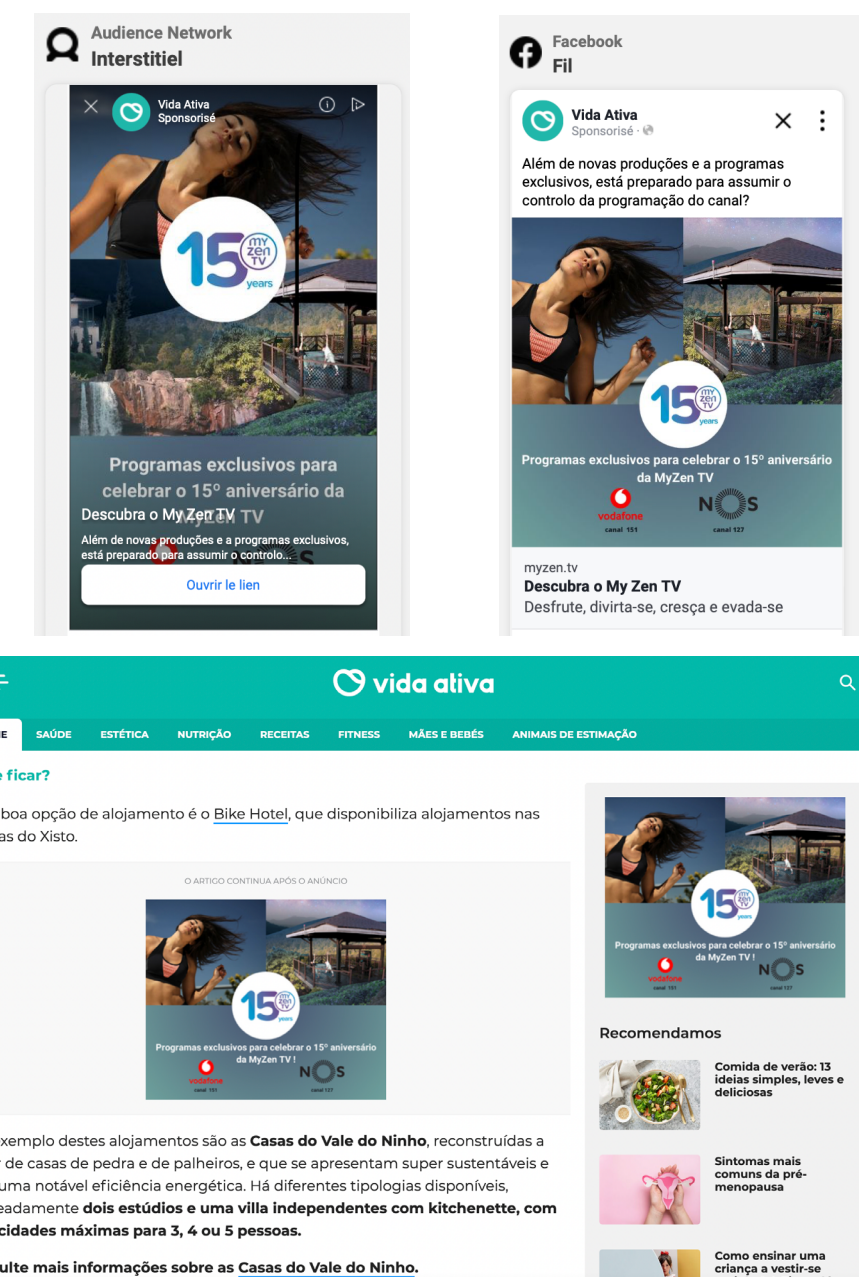 Audience Network
Interstitiel
Vida Ativa
Sponsorisé
15
my
zen
TV
years
Programas exclusivos para
celebrar o 15º aniversário da
MyZen TV
Descubra o My Zen TV
Além de novas produções e a programas exclusivos,
está preparado para assumir o controlo...
Ouvrir le lien
Facebook
Fil
Vida Ativa
Sponsorisé ·
Além de novas produções e a programas
exclusivos, está preparado para assumir o
controlo da programação do canal?
15
my
zen
TV
years
Programas exclusivos para celebrar o 15º aniversário
da MyZen TV
vodafone
canal 151
NOS
canal 127
myzen.tv
Descubra o My Zen TV
Desfrute, divirta-se, cresça e evada-se
vida ativa
SAÚDE ESTÉTICA NUTRIÇÃO RECEITAS FITNESS MÃES E BEBÉS ANIMAIS DE ESTIMAÇÃO
ficar?
boa opção de alojamento é o Bike Hotel, que disponibiliza alojamentos nas
as do Xisto.
O ARTIGO CONTINUA APÓS O ANÚNCIO
15
my
zen
TV
years
Programas exclusivos para celebrar o 15º aniversário
da MyZen TV !
vodafone
canal 151
NOS
canal 127
xemplo destes alojamentos são as Casas do Vale do Ninho, reconstruídas a
r de casas de pedra e de palheiros, e que se apresentam super sustentáveis e
uma notável eficiência energética. Há diferentes tipologias disponíveis,
eadamente dois estúdios e uma villa independentes com kitchenette, com
cidades máximas para 3, 4 ou 5 pessoas.
ulte mais informações sobre as Casas do Vale do Ninho.
15
my
zen
TV
years
Programas exclusivos para celebrar o 15º aniversário
da MyZen TV !
vodafone
canal 151
NOS
canal 127
Recomendamos
Comida de verão: 13
ideias simples, leves e
deliciosas
Sintomas mais
comuns da pré-
menopausa
Como ensinar uma
criança a vestir-se